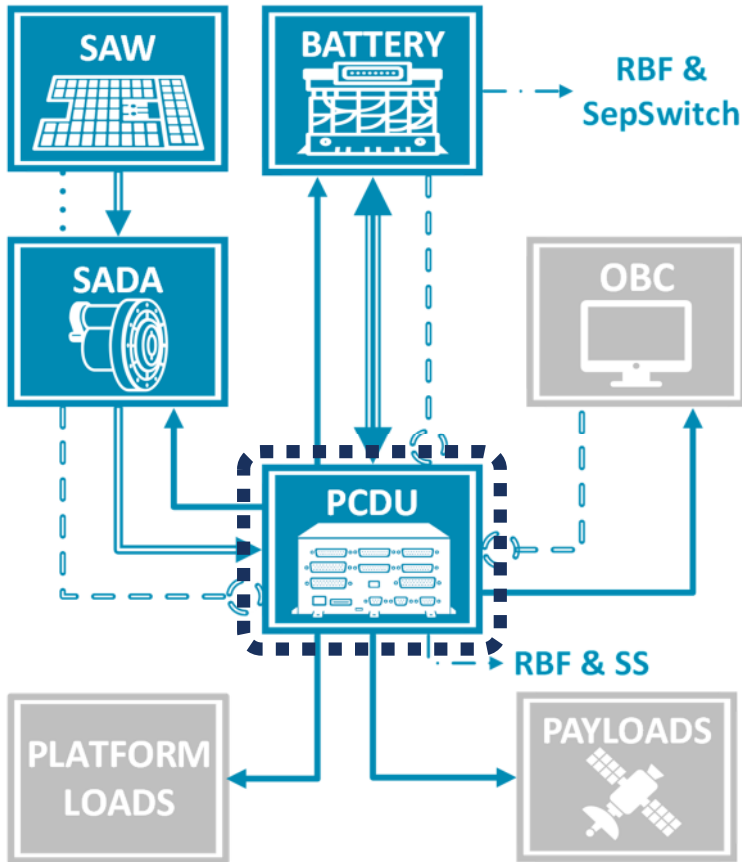 SAW
BATTERY
RBF &
SepSwitch
SADA
OBC
PCDU
RBF & SS
PLATFORM
LOADS
PAYLOADS